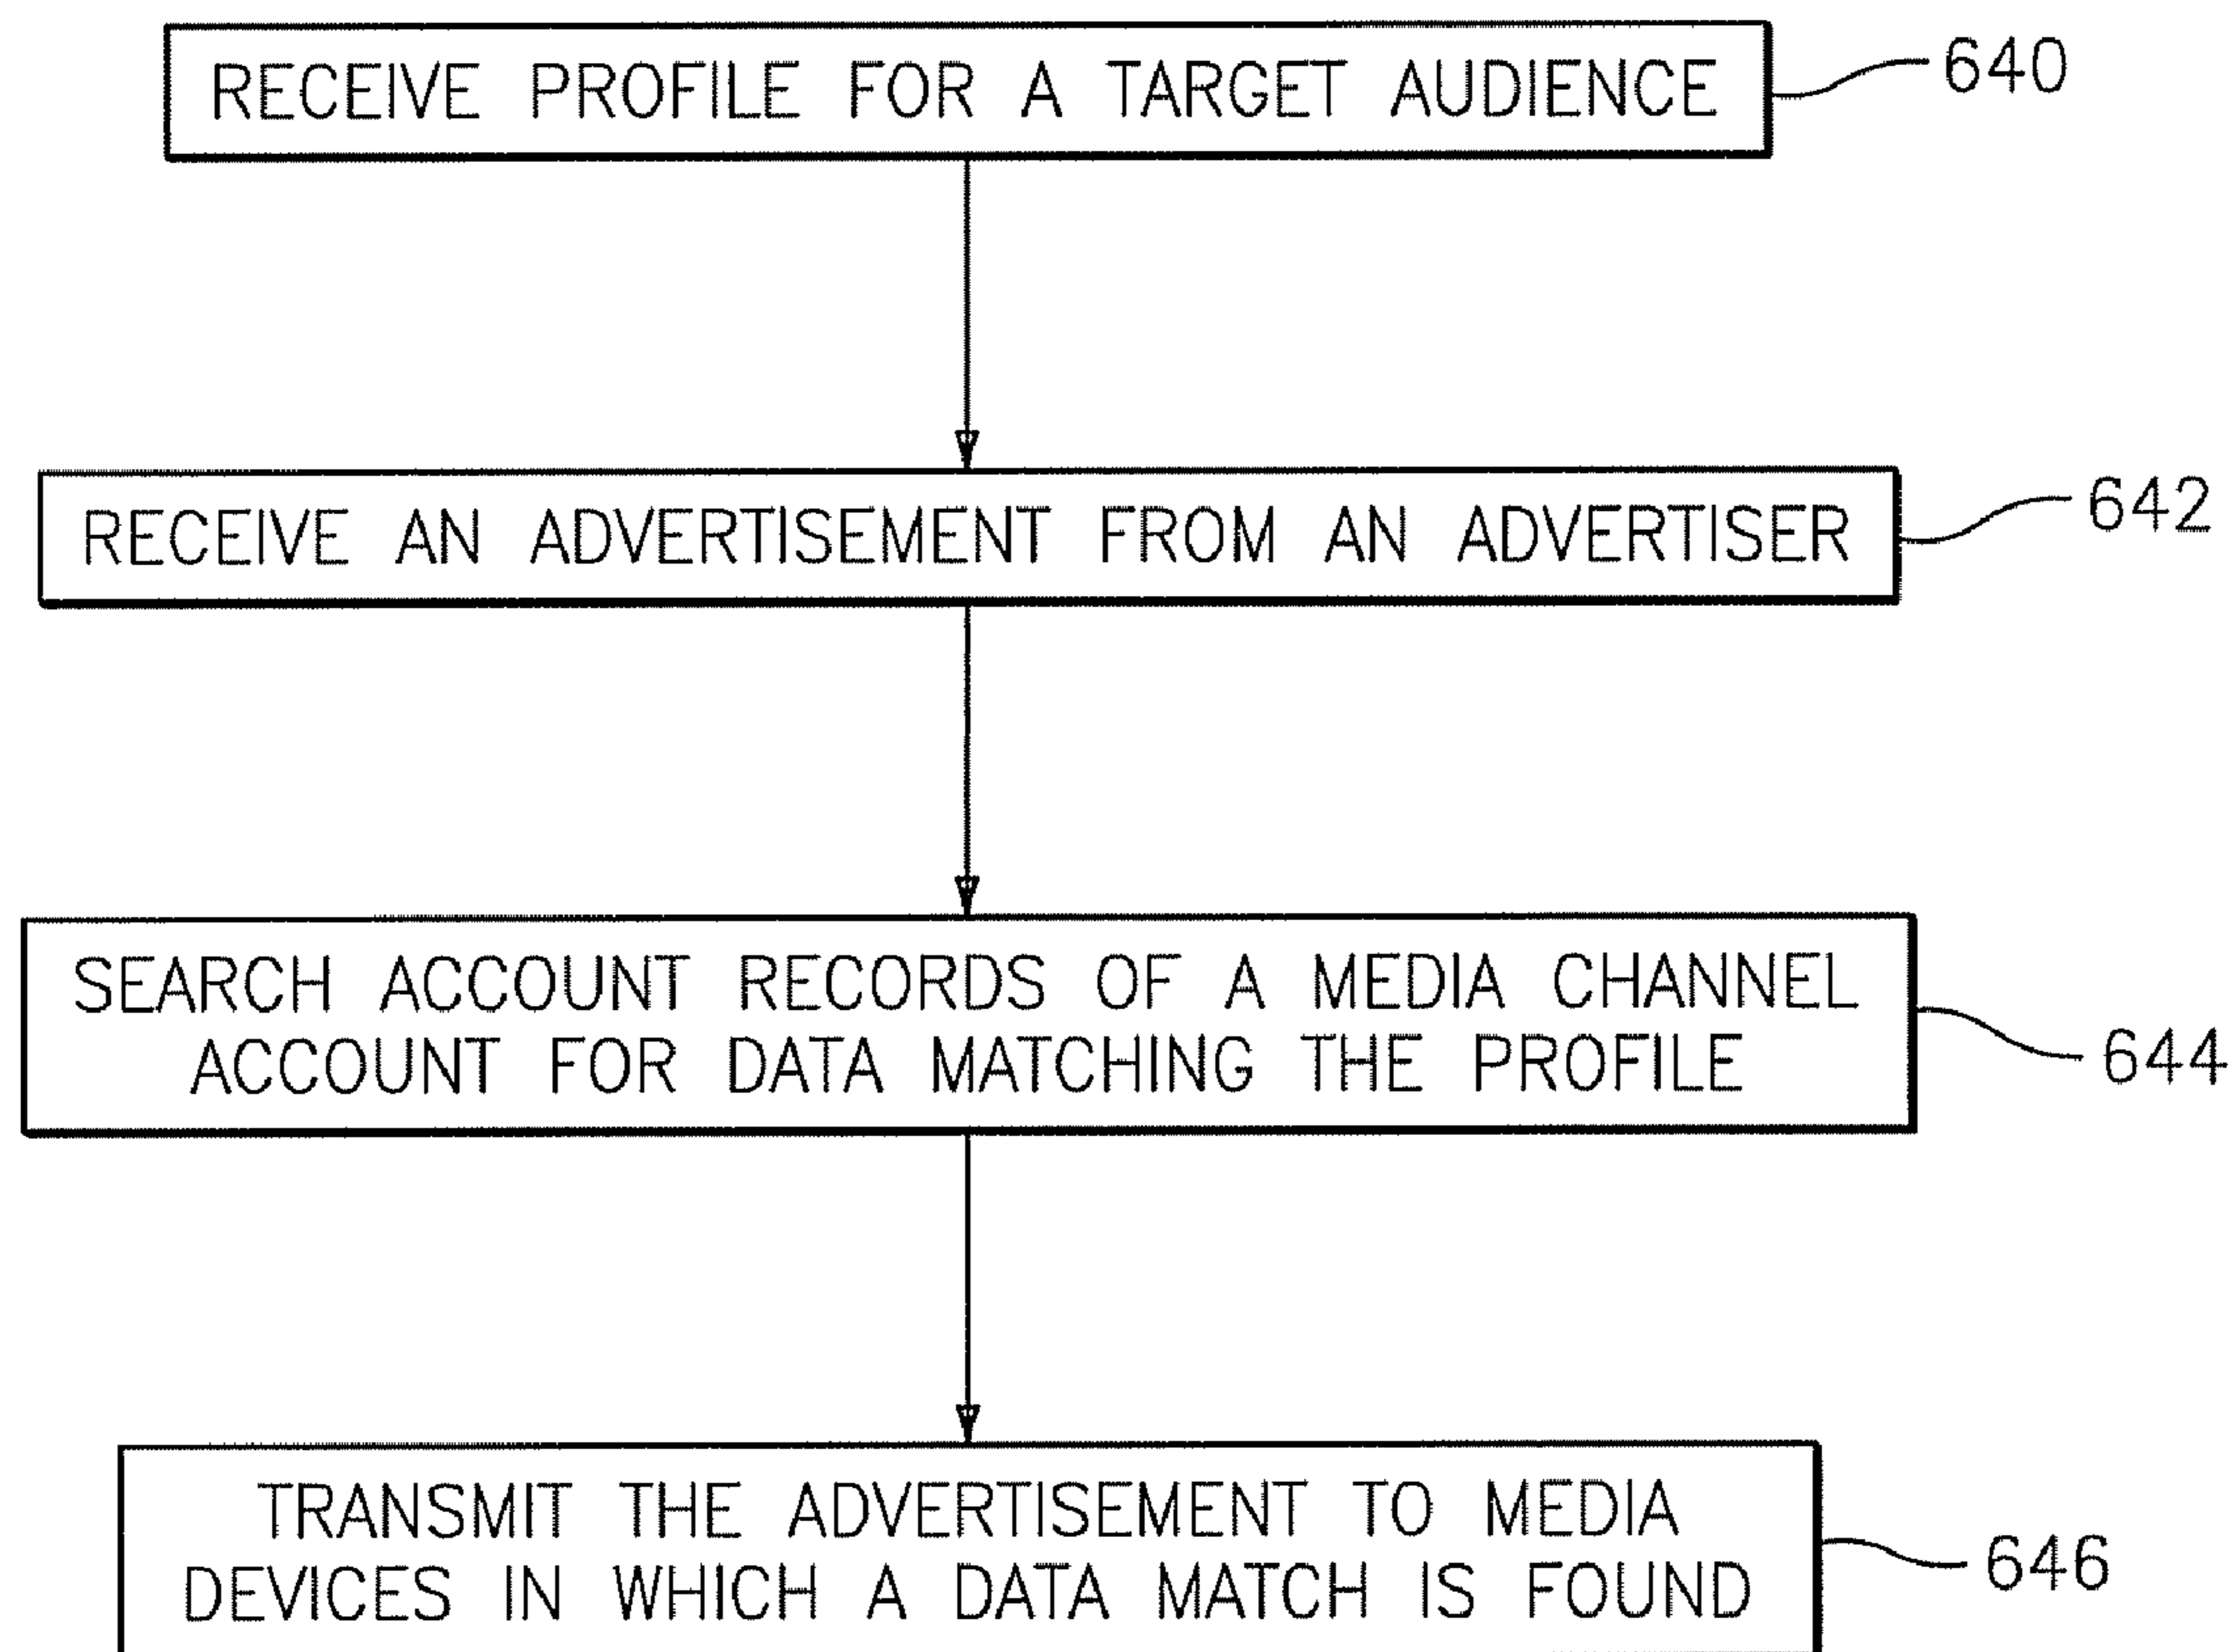 RECEIVE PROFILE FOR A TARGET AUDIENCE
640
RECEIVE AN ADVERTISEMENT FROM AN ADVERTISER
642
SEARCH ACCOUNT RECORDS OF A MEDIA CHANNEL
ACCOUNT FOR DATA MATCHING THE PROFILE
644
TRANSMIT THE ADVERTISEMENT TO MEDIA
DEVICES IN WHICH A DATA MATCH IS FOUND
646